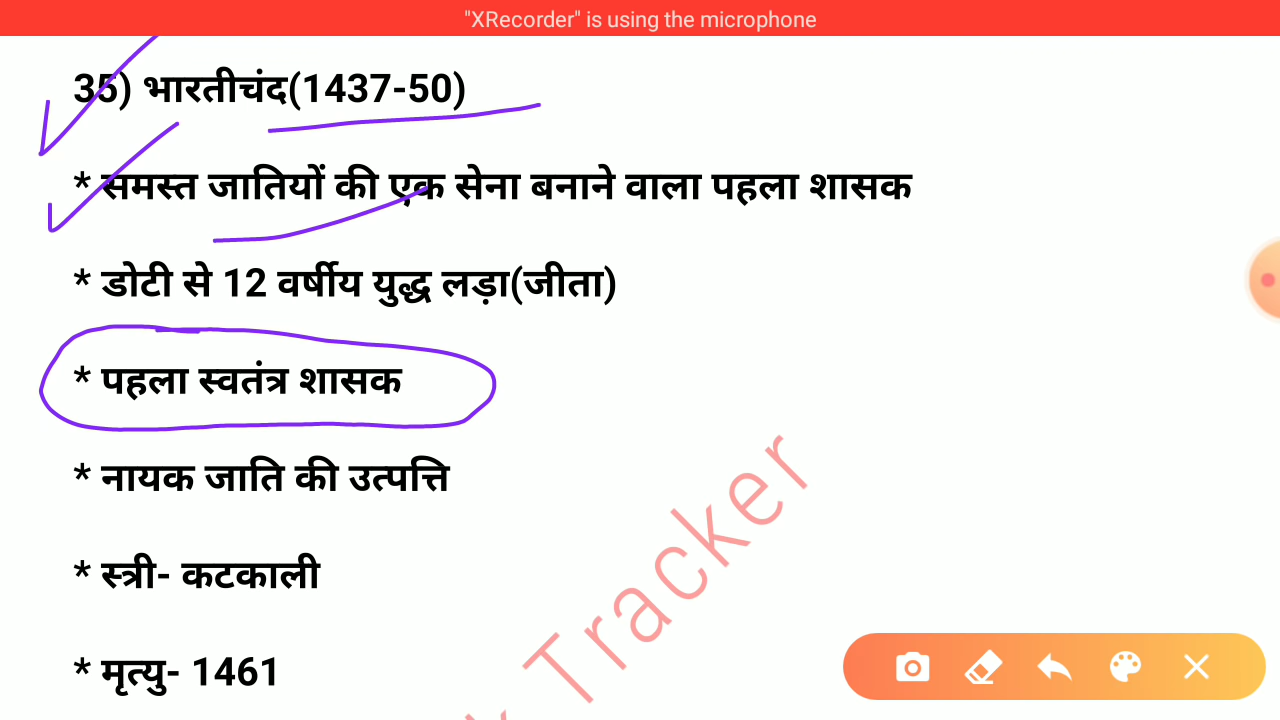 "XRecorder" is using the microphone
35) भारतीचंद(1437-50)
* समस्त जातियों की एक सेना बनाने वाला पहला शासक
* डोटी से 12 वर्षीय युद्ध लड़ा(जीता)
* पहला स्वतंत्र शासक
* नायक जाति की उत्पत्ति
* स्त्री- कटकाली
* मृत्यु- 1461
Tracker